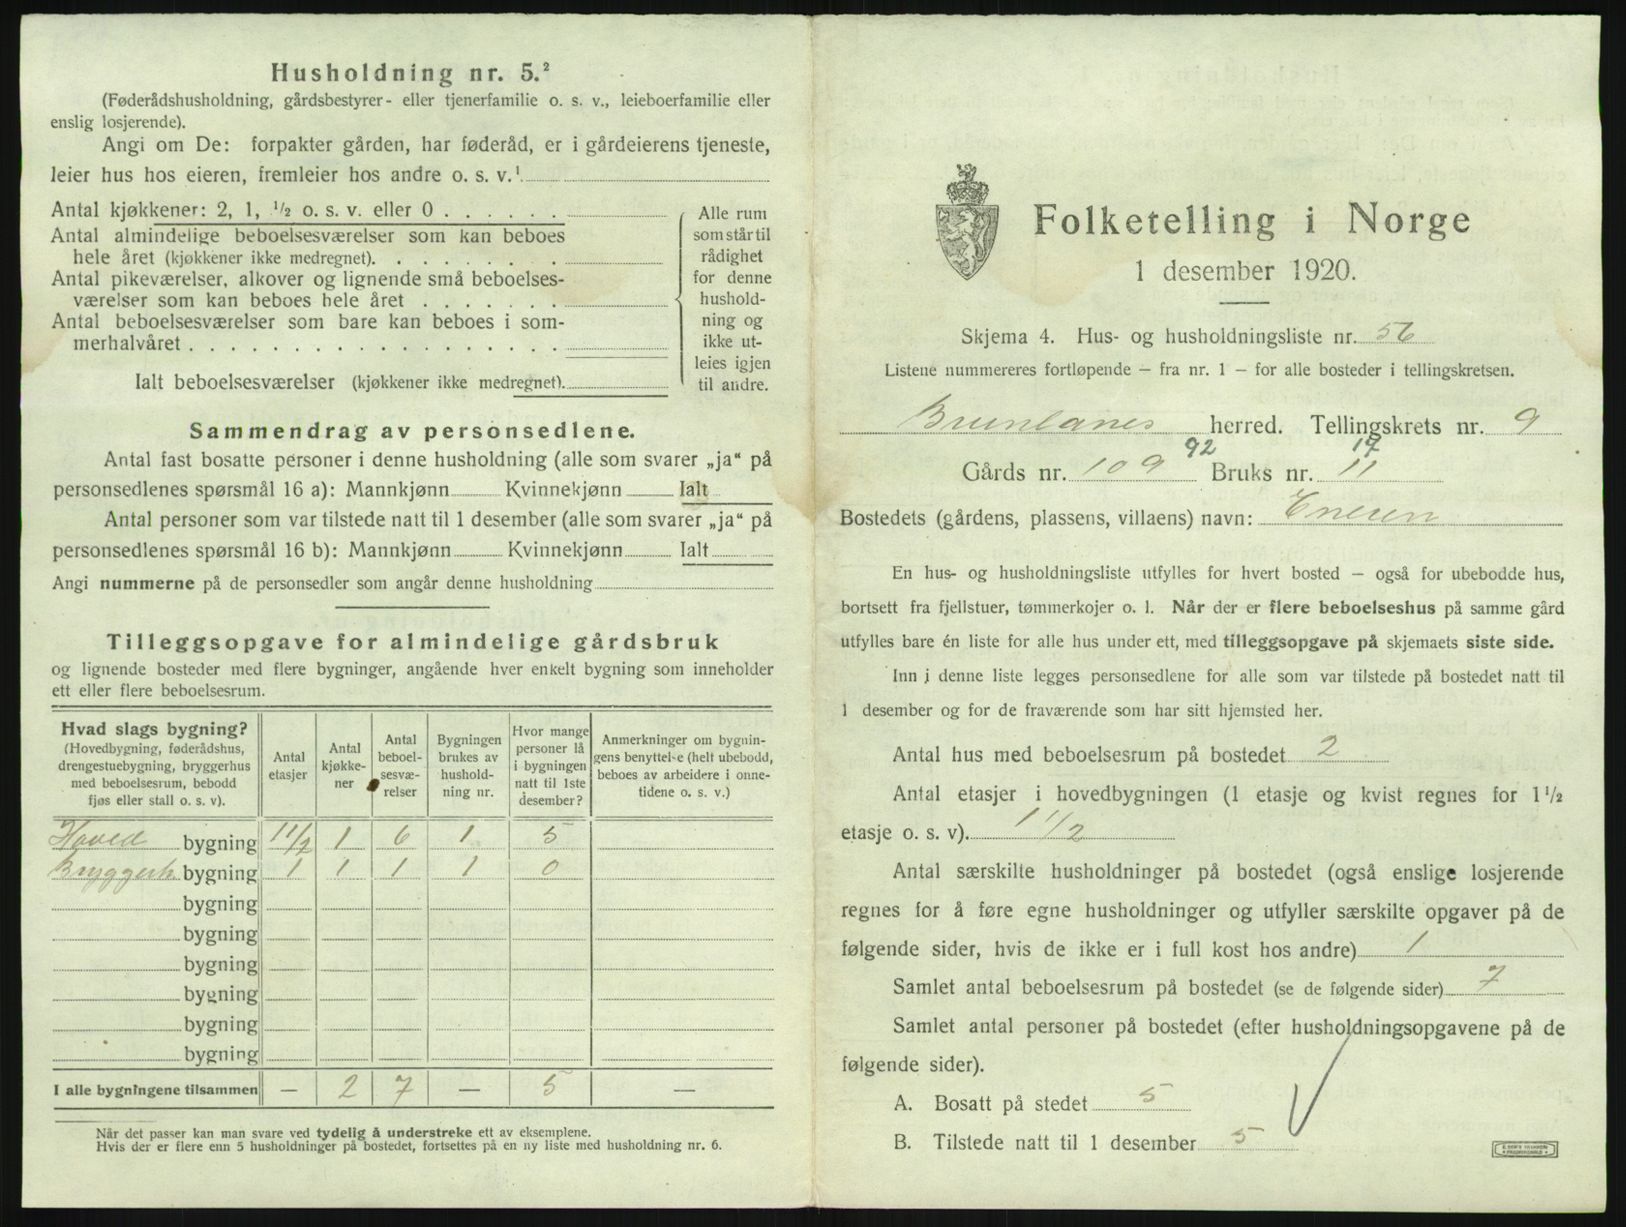 Husholdning nr. 5.²
(Føderådshusholdning, gårdsbestyrer- eller tjenerfamilie o. s. v., leieboerfamilie eller
enslig losjerende).
Angi om De: forpakter gården, har føderåd, er i gårdeierens tjeneste,
leier hus hos eieren, fremleier hos andre o. s. v.¹
Antal kjøkkener: 2, 1, ½ o. s. v. eller 0 . . . . . .
Antal almindelige beboelsesværelser som kan beboes
hele året (kjøkkener ikke medregnet). . . . . . . .
Antal pikeværelser, alkover og lignende små beboelses-
værelser som kan beboes hele året . . . . . . .
Antal beboelsesværelser som bare kan beboes i som-
merhalvåret . . . . . . . . . . . . . . . . . .
Ialt beboelsesværelser (kjøkkener ikke medregnet).
Alle rum
som står til
rådighet
for denne
hushold-
ning og
ikke ut-
leies igjen
til andre.
Sammendrag av personsedlene.
Antal fast bosatte personer i denne husholdning (alle som svarer „ja“ på
personsedlenes spørsmål 16 a): Mannkjønn Kvinnekjønn Ialt
Antal personer som var tilstede natt til 1 desember (alle som svarer „ja“ på
personsedlenes spørsmål 16 b): Mannkjønn Kvinnekjønn Ialt
Angi nummerne på de personsedler som angår denne husholdning
Tilleggsopgave for almindelige gårdsbruk
og lignende bosteder med flere bygninger, angående hver enkelt bygning som inneholder
ett eller flere beboelsesrum.
Hvad slags bygning?
(Hovedbygning, føderådshus,
drengestuebygning, bryggerhus
med beboelsesrum, bebodd
fjøs eller stall o. s. v).
Antal
etasjer
Antal
kjøkke-
ner
Antal
beboel-
sesvæ-
relser
Bygningen
brukes av
hushold-
ning nr.
Hvor mange
personer lå
i bygningen
natt til 1ste
desember?
Anmerkninger om bygnin-
gens benyttelse (helt ubebodd,
beboes av arbeidere i onne-
tidene o. s. v.)
Hoved bygning 1 1/2 1 6 1 5
Bryggerh. bygning 1 1 1 1 0
bygning
bygning
bygning
bygning
bygning
bygning
I alle bygningene tilsammen — 2 7 — 5 —
Når det passer kan man svare ved tydelig å understreke ett av eksemplene.
Hvis der er flere enn 5 husholdninger på bostedet, fortsettes på en ny liste med husholdning nr. 6.
Folketelling i Norge
1 desember 1920.
Skjema 4. Hus- og husholdningsliste nr. 56
Listene nummereres fortløpende — fra nr. 1 — for alle bosteder i tellingskretsen.
Brunlanes herred. Tellingskrets nr. 9
92 17
Gårds nr. 109 Bruks nr. 11
Bostedets (gårdens, plassens, villaens) navn: Eneren
En hus- og husholdningsliste utfylles for hvert bosted — også for ubebodde hus,
bortsett fra fjellstuer, tømmerkojer o. l. Når der er flere beboelseshus på samme gård
utfylles bare én liste for alle hus under ett, med tilleggsopgave på skjemaets siste side.
Inn i denne liste legges personsedlene for alle som var tilstede på bostedet natt til
1 desember og for de fraværende som har sitt hjemsted her.
Antal hus med beboelsesrum på bostedet 2
Antal etasjer i hovedbygningen (1 etasje og kvist regnes for 1½
etasje o. s. v). 1 1/2
Antal særskilte husholdninger på bostedet (også enslige losjerende
regnes for å føre egne husholdninger og utfyller særskilte opgaver på de
følgende sider, hvis de ikke er i full kost hos andre) 1
Samlet antal beboelsesrum på bostedet (se de følgende sider) 7
Samlet antal personer på bostedet (efter husholdningsopgavene på de
følgende sider).
A. Bosatt på stedet 5
B. Tilstede natt til 1 desember 5